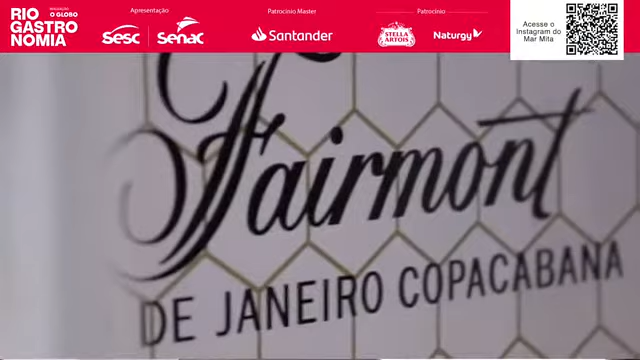 RIO
GASTRO
NOMIA
REALIZAÇÃO
O GLOBO
Apresentação
Sesc
Senac
Patrocínio Master
Santander
Patrocínio
STELLA
ARTOIS
Naturgy
Acesse o
Instagram do
Mar Mita
Fairmont
DE JANEIRO COPACABANA